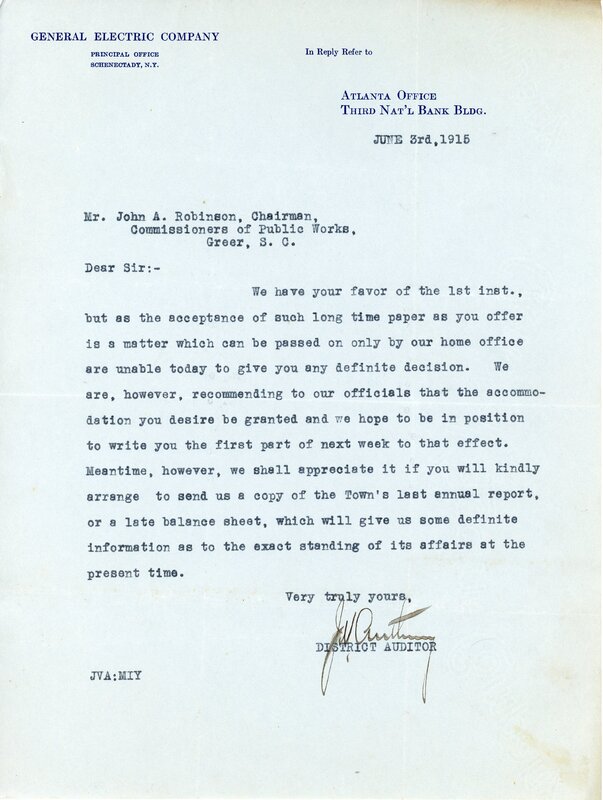 GENERAL ELECTRIC COMPANY
PRINCIPAL OFFICE
SCHENECTADY, N.Y.
In Reply Refer to
ATLANTA OFFICE
THIRD NAT'L BANK BLDG.
JUNE 3rd, 1915
Mr. John A. Robinson, Chairman,
Commissioners of Public Works,
Greer, S. C.
Dear Sir:-
We have your favor of the 1st inst.,
but as the acceptance of such long time paper as you offer
is a matter which can be passed on only by our home office
are unable today to give you any definite decision. We
are, however, recommending to our officials that the accommo-
dation you desire be granted and we hope to be in position
to write you the first part of next week to that effect.
Meantime, however, we shall appreciate it if you will kindly
arrange to send us a copy of the Town's last annual report,
or a late balance sheet, which will give us some definite
information as to the exact standing of its affairs at the
present time.
Very truly yours,
DISTRICT AUDITOR
JVA:MIY